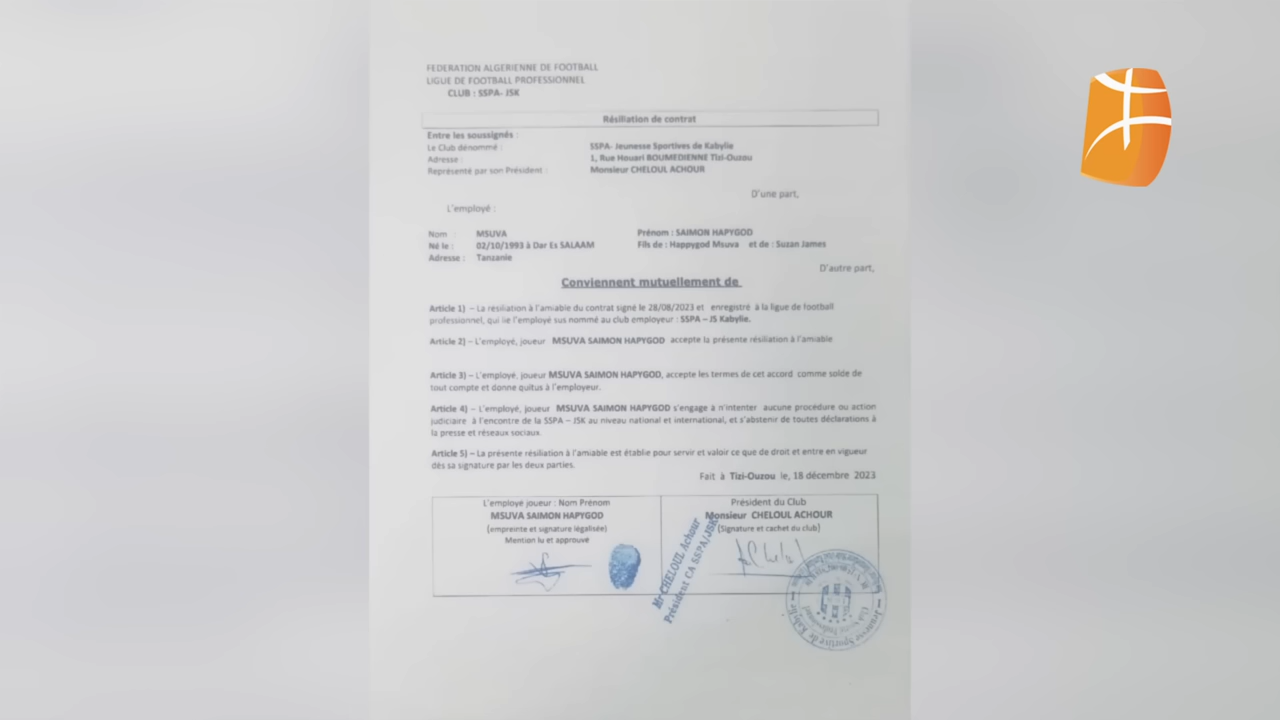 FEDERATION ALGERIENNE DE FOOTBALL
LIGUE DE FOOTBALL PROFESSIONNEL
CLUB : SSPA- JSK
Résiliation de contrat
Entre les soussignés :
Le Club dénommé : SSPA- Jeunesse Sportives de Kabylie
Adresse : 1, Rue Houari BOUMEDIENNE Tizi-Ouzou
Représenté par son Président : Monsieur CHELOUL ACHOUR
D'une part,
L'employé :
Nom : MSUVA Prénom : SAIMON HAPYGOD
Né le : 02/10/1993 à Dar Es SALAAM Fils de : Happygod Msuva et de : Suzan James
Adresse : Tanzanie
D'autre part,
Conviennent mutuellement de
Article 1) – La résiliation à l'amiable du contrat signé le 28/08/2023 et enregistré à la ligue de football
professionnel, qui lie l'employé sus nommé au club employeur : SSPA – JS Kabylie.
Article 2) – L'employé, joueur MSUVA SAIMON HAPYGOD accepte la présente résiliation à l'amiable
Article 3) – L'employé, joueur MSUVA SAIMON HAPYGOD, accepte les termes de cet accord comme solde de
tout compte et donne quitus à l'employeur.
Article 4) – L'employé, joueur MSUVA SAIMON HAPYGOD s'engage à n'intenter aucune procédure ou action
judiciaire à l'encontre de la SSPA – JSK au niveau national et international, et s'abstenir de toutes déclarations à
la presse et réseaux sociaux.
Article 5) – La présente résiliation à l'amiable est établie pour servir et valoir ce que de droit et entre en vigueur
dès sa signature par les deux parties.
Fait à Tizi-Ouzou le, 18 décembre 2023
L'employé joueur : Nom Prénom
MSUVA SAIMON HAPYGOD
(empreinte et signature légalisée)
Mention lu et approuvé
Président du Club
Monsieur CHELOUL ACHOUR
(Signature et cachet du club)
Mr CHELOUL Achour
Président CA SSPA/JSK
Jeunesse Sportive de Kabylie